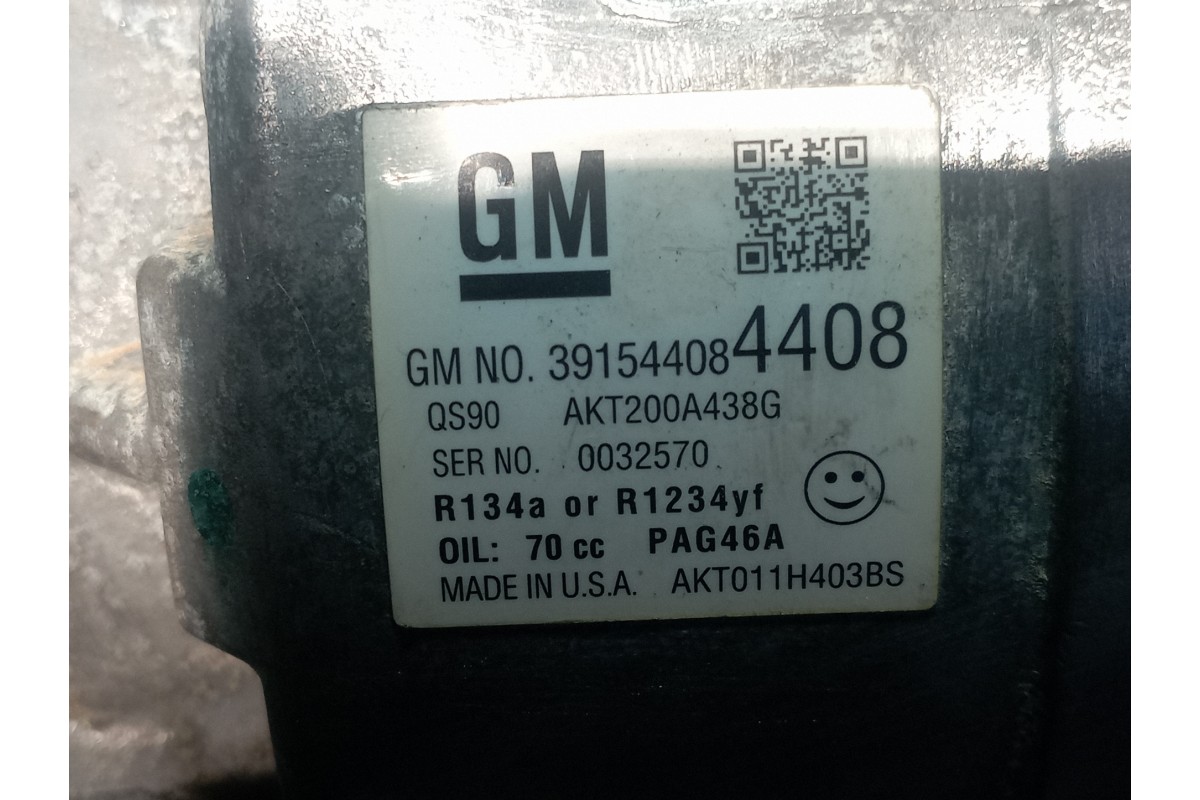 GM
GM NO. 39154408 4408
QS90 AKT200A438G
SER NO. 0032570
R134a or R1234yf
OIL: 70 cc PAG46A
MADE IN U.S.A. AKT011H403BS